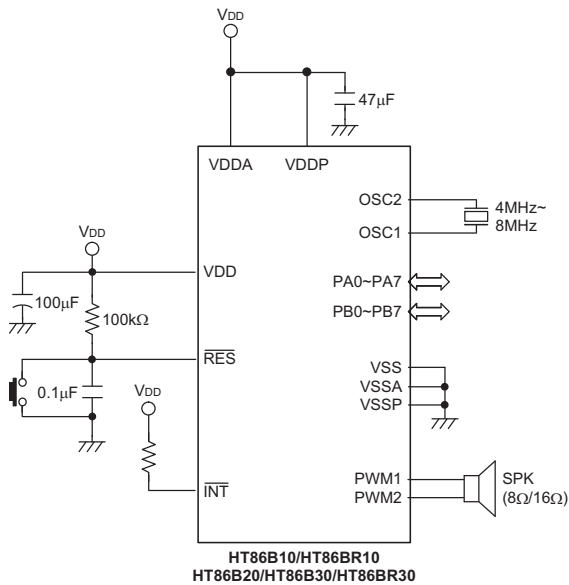 VDD
47μF
VDDA VDDP
OSC2
4MHz~
8MHz
OSC1
VDD
VDD
PA0~PA7
100μF
100kΩ
PB0~PB7
RES
VSS
0.1μF
VDD
VSSA
VSSP
PWM1
SPK
INT
PWM2
(8Ω/16Ω)
HT86B10/HT86BR10
HT86B20/HT86B30/HT86BR30